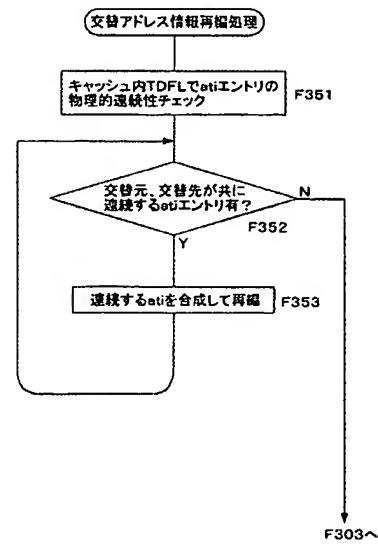 交替アドレス情報再編処理
キャッシュ内TDFLでatiエントリの
物理的連続性チェック
F351
交替元、交替先が共に
連続するatiエントリ有?
N
F352
Y
連続するatiを合成して再編
F353
F303へ